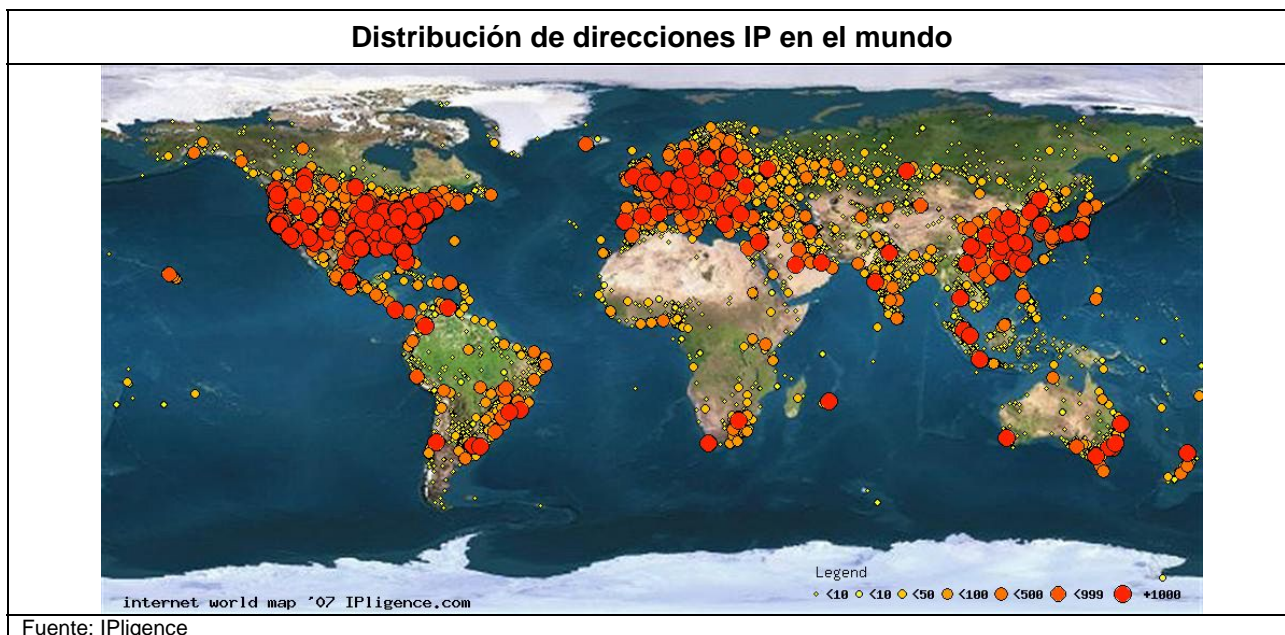 Distribución de direcciones IP en el mundo
Legend
<10 <10 <50 <100 <500 <999 +1000
internet world map '07 IPligence.com
Fuente: IPligence